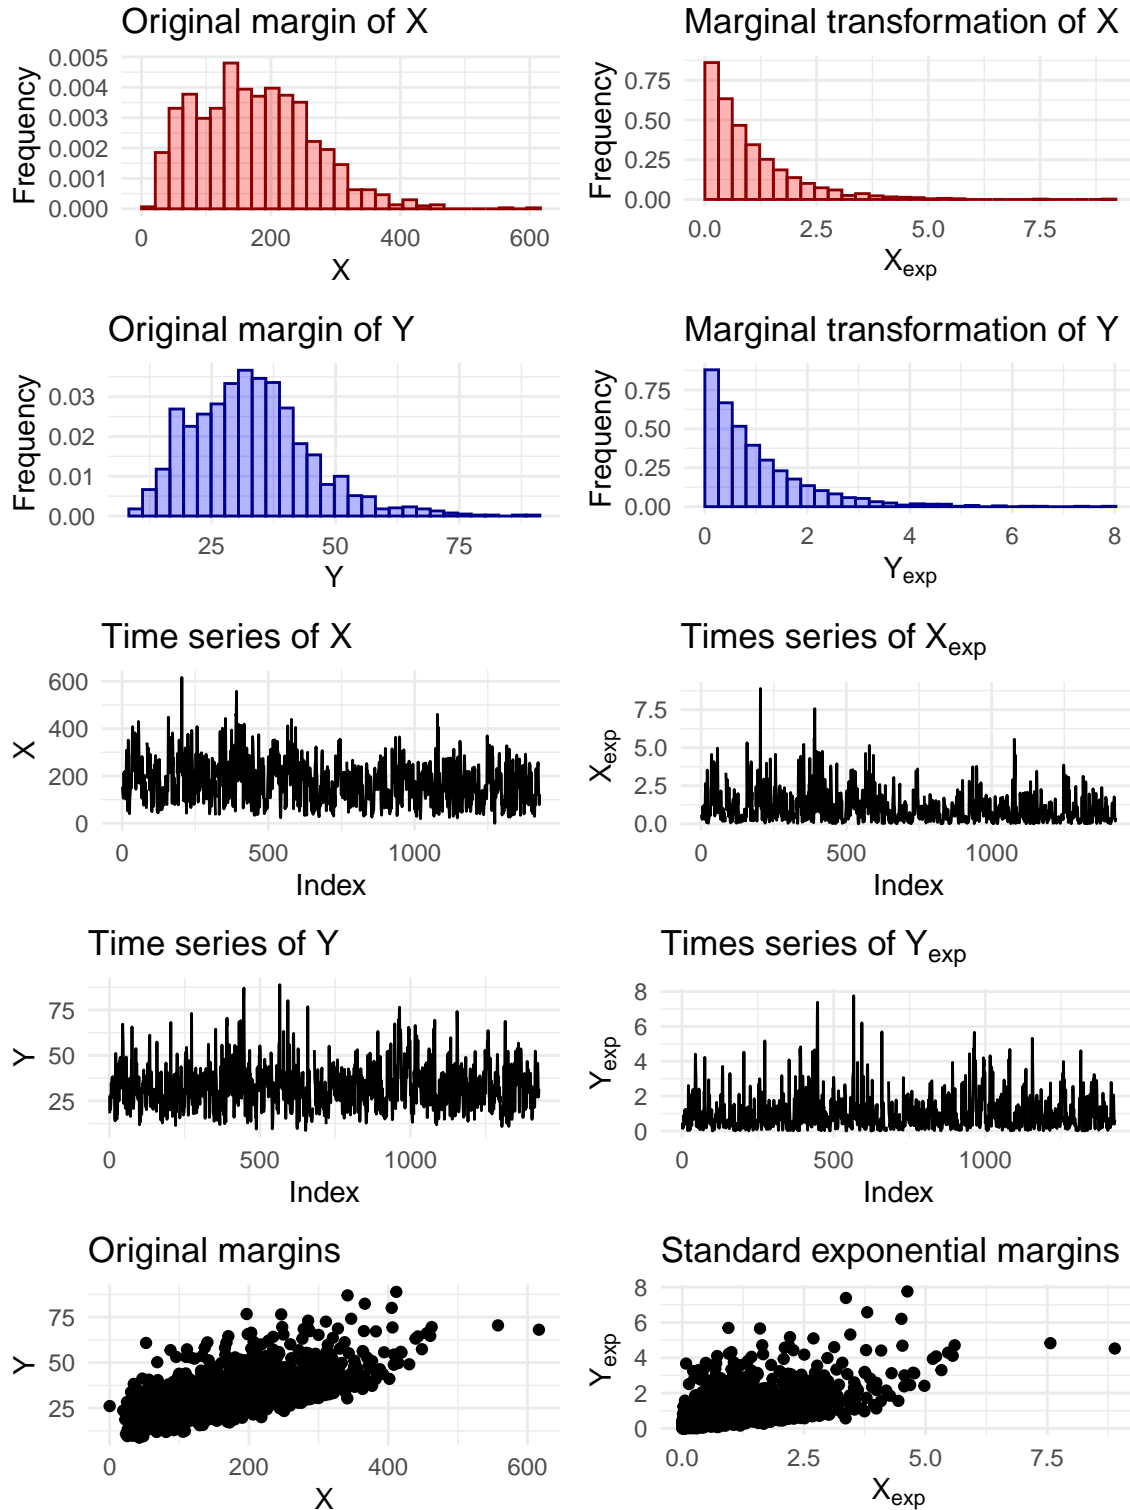 Original margin of X
Frequency
0.005
0.004
0.003
0.002
0.001
0.000
0 200 400 600
X
Marginal transformation of X
Frequency
0.75
0.50
0.25
0.00
0.0 2.5 5.0 7.5
Xexp
Original margin of Y
Frequency
0.03
0.02
0.01
0.00
25 50 75
Y
Marginal transformation of Y
Frequency
0.75
0.50
0.25
0.00
0 2 4 6 8
Yexp
Time series of X
X
600
400
200
0
0 500 1000
Index
Times series of Xexp
Xexp
7.5
5.0
2.5
0.0
0 500 1000
Index
Time series of Y
Y
75
50
25
0 500 1000
Index
Times series of Yexp
Yexp
8
6
4
2
0
0 500 1000
Index
Original margins
Y
75
50
25
0 200 400 600
X
Standard exponential margins
Yexp
8
6
4
2
0
0.0 2.5 5.0 7.5
Xexp